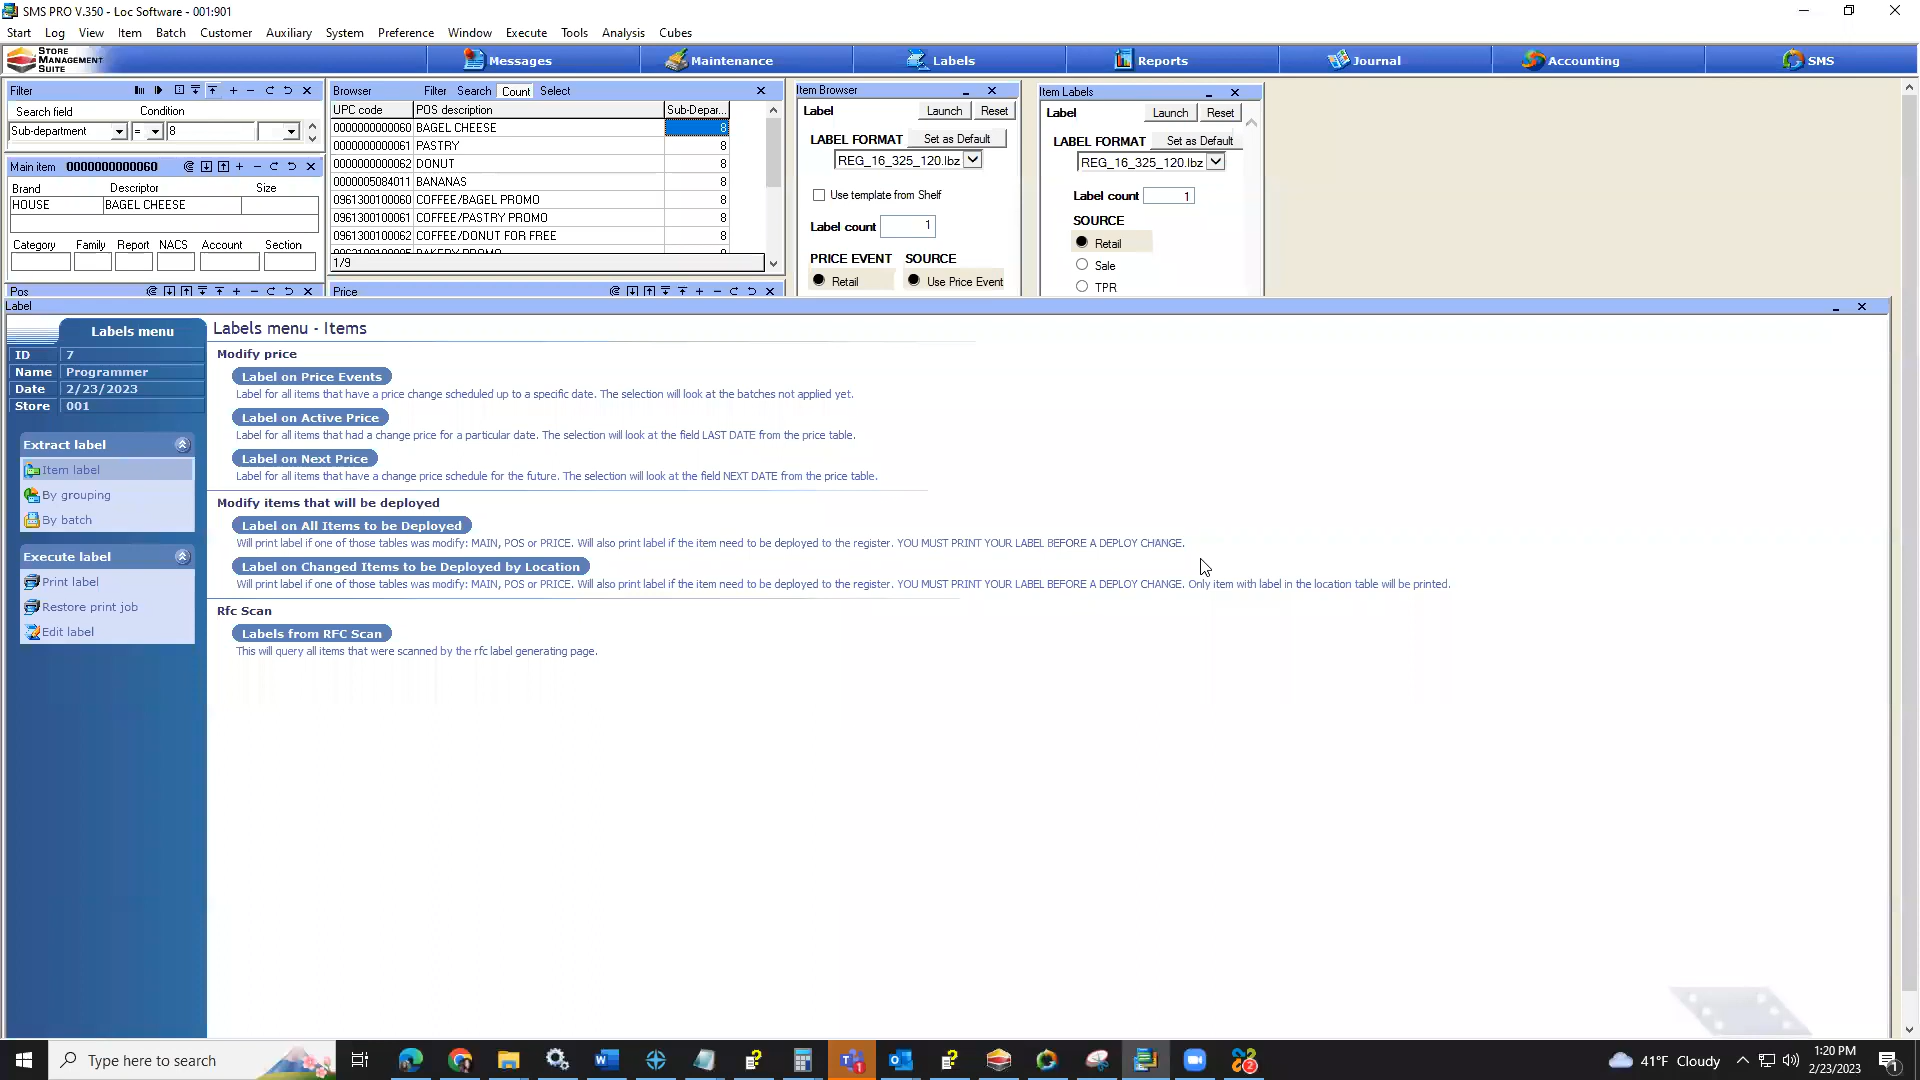 SMS PRO V.350 - Loc Software - 001:901
Start Log View Item Batch Customer Auxiliary System Preference Window Execute Tools Analysis Cubes
STORE MANAGEMENT SUITE
Messages Maintenance Labels Reports Journal Accounting SMS
Filter
Search field Condition
Sub-department = 8
Main item 0000000000060
Brand Descriptor Size
HOUSE BAGEL CHEESE
Category Family Report NACS Account Section
Pos
Browser Filter Search Count Select
UPC code POS description Sub-Depar...
0000000000060 BAGEL CHEESE 8
0000000000061 PASTRY 8
0000000000062 DONUT 8
0000005084011 BANANAS 8
0961300100060 COFFEE/BAGEL PROMO 8
0961300100061 COFFEE/PASTRY PROMO 8
0961300100062 COFFEE/DONUT FOR FREE 8
1/9
Price
Item Browser
Label Launch Reset
LABEL FORMAT Set as Default
REG_16_325_120.lbz
Use template from Shelf
Label count 1
PRICE EVENT SOURCE
Retail Use Price Event
Item Labels
Label Launch Reset
LABEL FORMAT Set as Default
REG_16_325_120.lbz
Label count 1
SOURCE
Retail
Sale
TPR
Label
Labels menu
ID 7
Name Programmer
Date 2/23/2023
Store 001
Extract label
Item label
By grouping
By batch
Execute label
Print label
Restore print job
Edit label
Labels menu - Items
Modify price
Label on Price Events
Label for all items that have a price change scheduled up to a specific date. The selection will look at the batches not applied yet.
Label on Active Price
Label for all items that had a change price for a particular date. The selection will look at the field LAST DATE from the price table.
Label on Next Price
Label for all items that have a change price schedule for the future. The selection will look at the field NEXT DATE from the price table.
Modify items that will be deployed
Label on All Items to be Deployed
Will print label if one of those tables was modify: MAIN, POS or PRICE. Will also print label if the item need to be deployed to the register. YOU MUST PRINT YOUR LABEL BEFORE A DEPLOY CHANGE.
Label on Changed Items to be Deployed by Location
Will print label if one of those tables was modify: MAIN, POS or PRICE. Will also print label if the item need to be deployed to the register. YOU MUST PRINT YOUR LABEL BEFORE A DEPLOY CHANGE. Only item with label in the location table will be printed.
Rfc Scan
Labels from RFC Scan
This will query all items that were scanned by the rfc label generating page.
Type here to search
41°F Cloudy
1:20 PM
2/23/2023